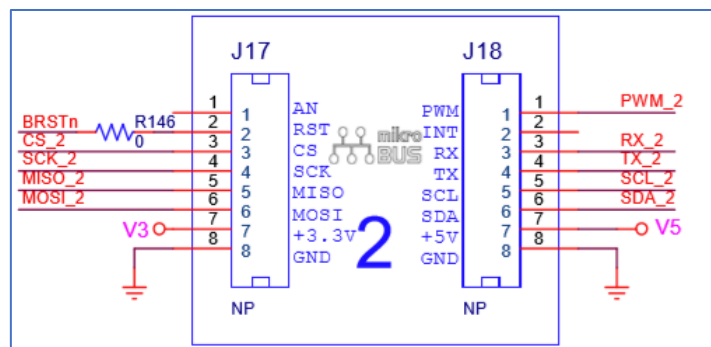 J17 J18
1 1 AN PWM 1 1 PWM_2
BRSTn R146 2 2 RST INT 2 2
CS_2 0 3 3 CS mikro RX 3 3 RX_2
SCK_2 4 4 SCK BUS TX 4 4 TX_2
MISO_2 5 5 MISO SCL 5 5 SCL_2
MOSI_2 6 6 MOSI SDA 6 6 SDA_2
V3 7 7 +3.3V 2 +5V 7 7 V5
8 8 GND GND 8 8
NP NP